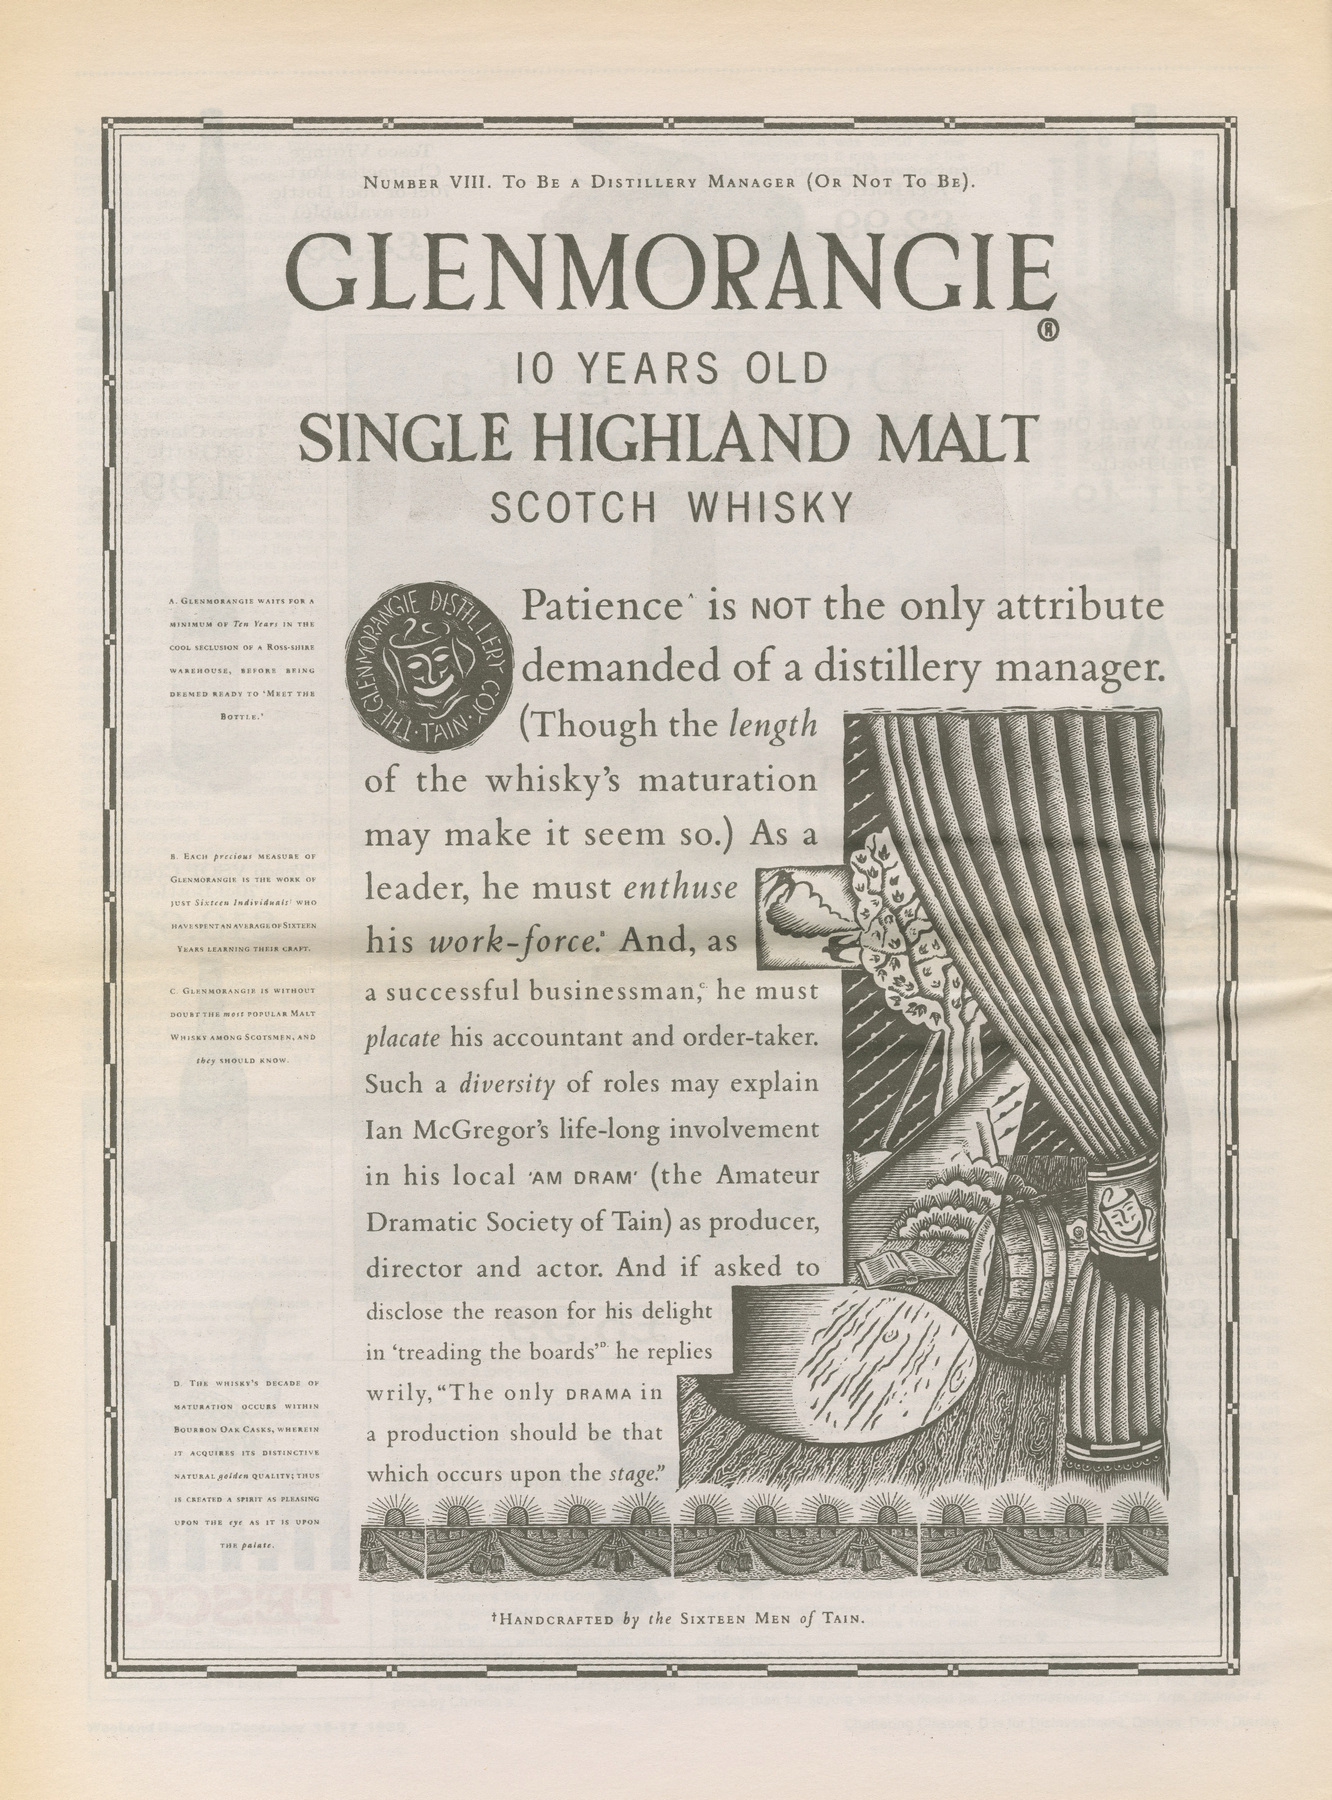 NUMBER VIII. TO BE A DISTILLERY MANAGER (OR NOT TO BE).
GLENMORANGIE
®
10 YEARS OLD
SINGLE HIGHLAND MALT
SCOTCH WHISKY
THE GLENMORANGIE DISTILLERY COY. TAIN.
Patience^A is NOT the only attribute
demanded of a distillery manager.
(Though the length
of the whisky's maturation
may make it seem so.) As a
leader, he must enthuse
his work-force.^B And, as
a successful businessman,^C he must
placate his accountant and order-taker.
Such a diversity of roles may explain
Ian McGregor's life-long involvement
in his local 'AM DRAM' (the Amateur
Dramatic Society of Tain) as producer,
director and actor. And if asked to
disclose the reason for his delight
in 'treading the boards'^D he replies
wrily, "The only DRAMA in
a production should be that
which occurs upon the stage."
A. GLENMORANGIE WAITS FOR A
MINIMUM OF Ten Years IN THE
COOL SECLUSION OF A ROSS-SHIRE
WAREHOUSE, BEFORE BEING
DEEMED READY TO 'MEET THE
BOTTLE.'
B. EACH precious MEASURE OF
GLENMORANGIE IS THE WORK OF
JUST Sixteen Individuals† WHO
HAVE SPENT AN AVERAGE OF SIXTEEN
YEARS LEARNING THEIR CRAFT.
C. GLENMORANGIE IS WITHOUT
DOUBT THE most POPULAR MALT
WHISKY AMONG SCOTSMEN, AND
they SHOULD KNOW.
D. THE WHISKY'S DECADE OF
MATURATION OCCURS WITHIN
BOURBON OAK CASKS, WHEREIN
IT ACQUIRES ITS DISTINCTIVE
NATURAL golden QUALITY; THUS
IS CREATED A SPIRIT AS PLEASING
UPON THE eye AS IT IS UPON
THE palate.
†HANDCRAFTED by the SIXTEEN MEN of TAIN.